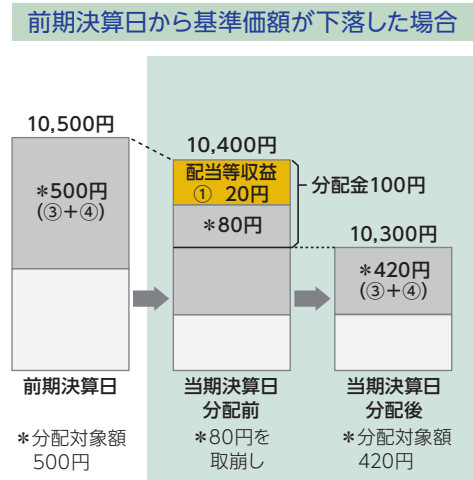 前期決算日から基準価額が下落した場合
10,500円
10,400円
配当等収益
① 20円
分配金100円
*500円
(③+④)
*80円
10,300円
*420円
(③+④)
前期決算日
当期決算日
分配前
当期決算日
分配後
*分配対象額
500円
*80円を
取崩し
*分配対象額
420円